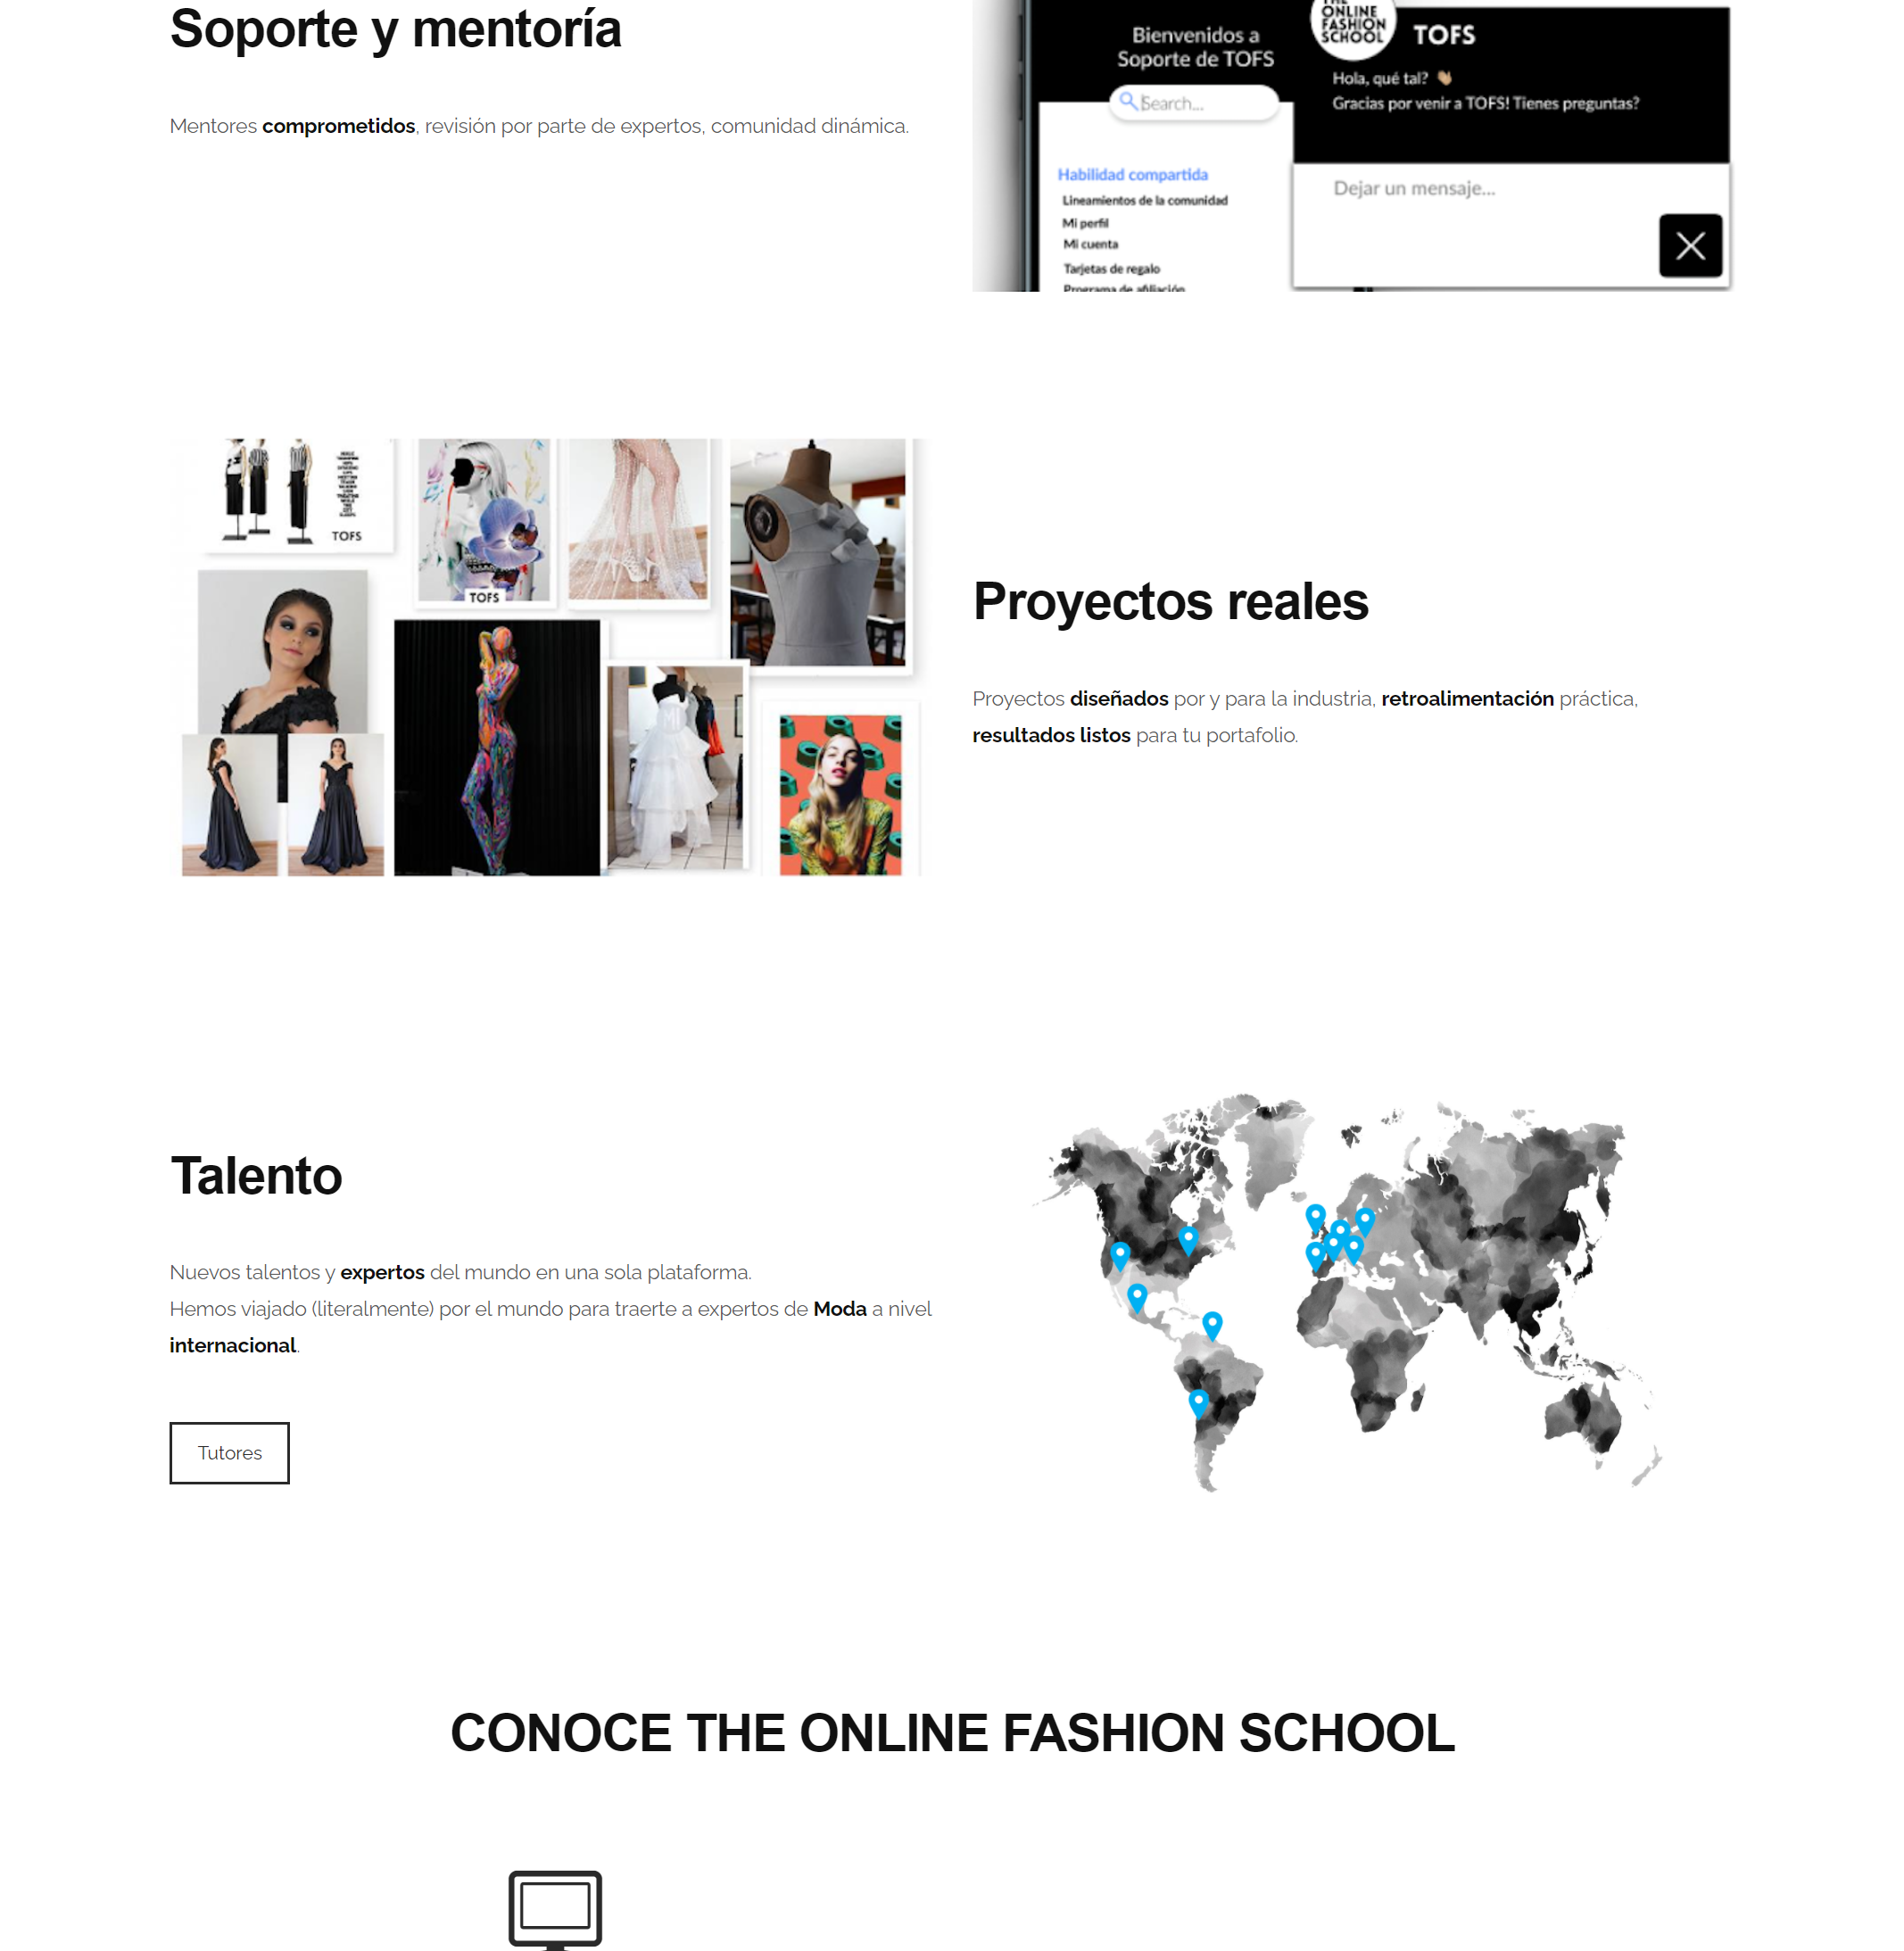 Soporte y mentoría
Mentores comprometidos, revisión por parte de expertos, comunidad dinámica.
Bienvenidos a
Soporte de TOFS
Search...
Habilidad compartida
Lineamientos de la comunidad
Mi perfil
Mi cuenta
Tarjetas de regalo
Programa de afiliación
ONLINE
FASHION
SCHOOL
TOFS
Hola, qué tal?
Gracias por venir a TOFS! Tienes preguntas?
Dejar un mensaje...
TOFS
TOFS
Proyectos reales
Proyectos diseñados por y para la industria, retroalimentación práctica,
resultados listos para tu portafolio.
Talento
Nuevos talentos y expertos del mundo en una sola plataforma.
Hemos viajado (literalmente) por el mundo para traerte a expertos de Moda a nivel
internacional.
Tutores
CONOCE THE ONLINE FASHION SCHOOL